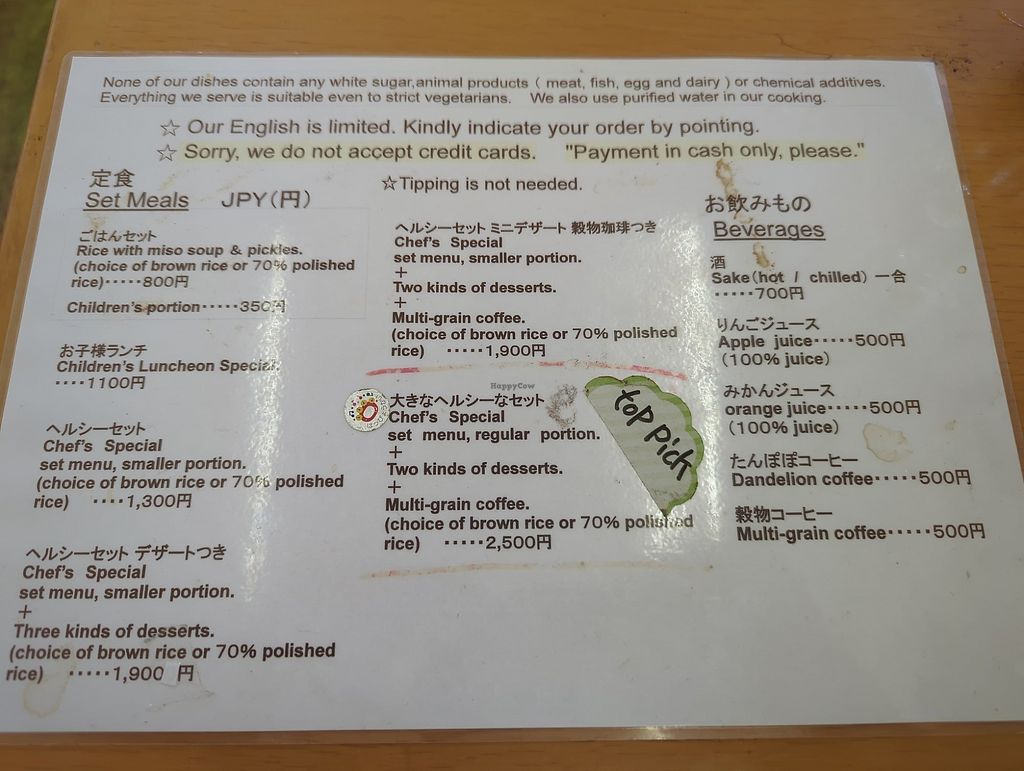 None of our dishes contain any white sugar,animal products ( meat, fish, egg and dairy ) or chemical additives.
Everything we serve is suitable even to strict vegetarians. We also use purified water in our cooking.
☆ Our English is limited. Kindly indicate your order by pointing.
☆ Sorry, we do not accept credit cards. "Payment in cash only, please."
☆Tipping is not needed.
定食
Set Meals JPY(円)
ごはんセット
Rice with miso soup & pickles.
(choice of brown rice or 70% polished
rice)‥‥‥800円
Children's portion‥‥‥350円
お子様ランチ
Children's Luncheon Special.
‥‥1100円
ヘルシーセット
Chef's Special
set menu, smaller portion.
(choice of brown rice or 70% polished
rice) ‥‥1,300円
ヘルシーセット デザートつき
Chef's Special
set menu, smaller portion.
+
Three kinds of desserts.
(choice of brown rice or 70% polished
rice) ‥‥‥1,900 円
ヘルシーセット ミニデザート 穀物珈琲つき
Chef's Special
set menu, smaller portion.
+
Two kinds of desserts.
+
Multi-grain coffee.
(choice of brown rice or 70% polished
rice) ‥‥‥1,900円
HappyCow
大きなヘルシーなセット
Chef's Special
set menu, regular portion.
+
Two kinds of desserts.
+
Multi-grain coffee.
(choice of brown rice or 70% polished
rice) ‥‥‥2,500円
top pick
お飲みもの
Beverages
酒
Sake(hot / chilled) 一合
‥‥‥700円
りんごジュース
Apple juice‥‥‥500円
(100% juice)
みかんジュース
orange juice‥‥‥500円
(100% juice)
たんぽぽコーヒー
Dandelion coffee‥‥‥500円
穀物コーヒー
Multi-grain coffee‥‥‥500円